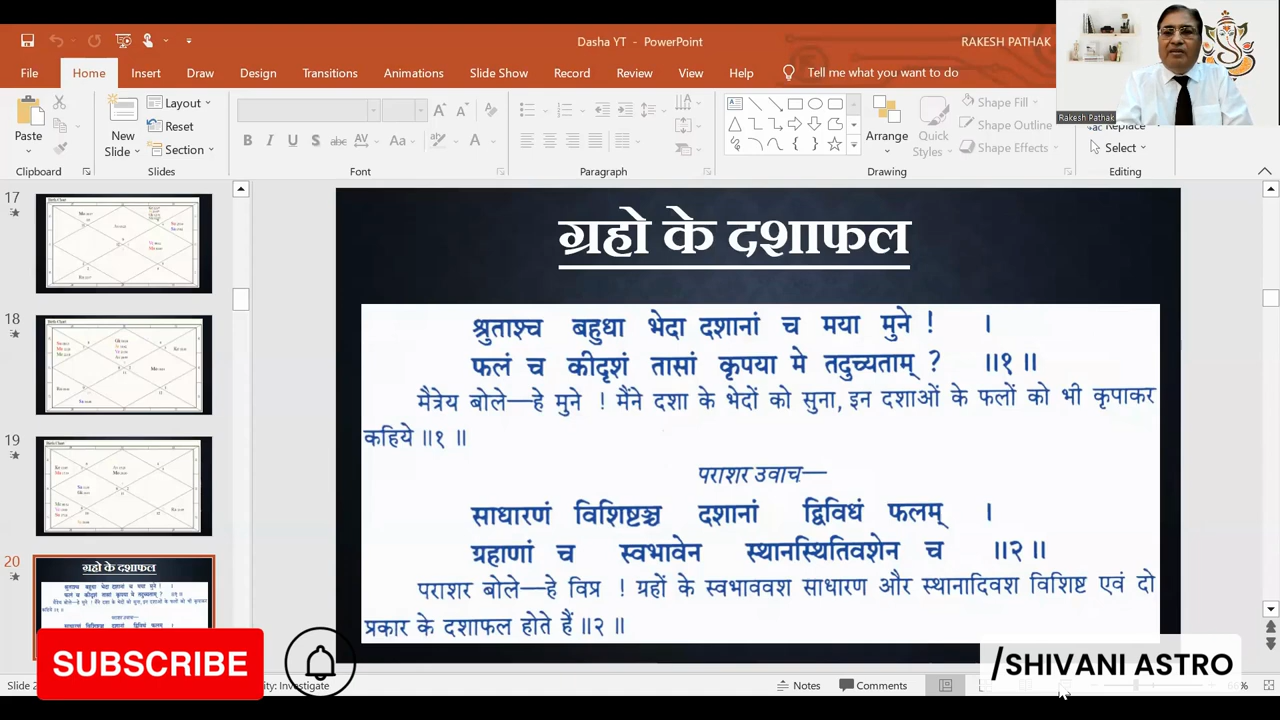 Dasha YT - PowerPoint
RAKESH PATHAK
File Home Insert Draw Design Transitions Animations Slide Show Record Review View Help Tell me what you want to do
Rakesh Pathak
Paste
New
Slide
Layout
Reset
Section
B I U S abc AV Aa A
Arrange
Quick
Styles
Shape Fill
Shape Outline
Shape Effects
Replace
Select
Clipboard Slides Font Paragraph Drawing Editing
17
18
19
20
ग्रहो के दशाफल
श्रुताश्च बहुधा भेदा दशानां च मया मुने ! ।
फलं च कीदृशं तासां कृपया मे तदुच्यताम् ? ॥१॥
मैत्रेय बोले—हे मुने ! मैंने दशा के भेदों को सुना, इन दशाओं के फलों को भी कृपाकर
कहिये ॥१॥
पराशर उवाच—
साधारणं विशिष्टञ्च दशानां द्विविधं फलम् ।
ग्रहाणां च स्वभावेन स्थानस्थितिवशेन च ॥२॥
पराशर बोले—हे विप्र ! ग्रहों के स्वभाववश साधारण और स्थानादिवश विशिष्ट एवं दो
प्रकार के दशाफल होते हैं ॥२॥
SUBSCRIBE
/SHIVANI ASTRO
Investigate
Notes
Comments